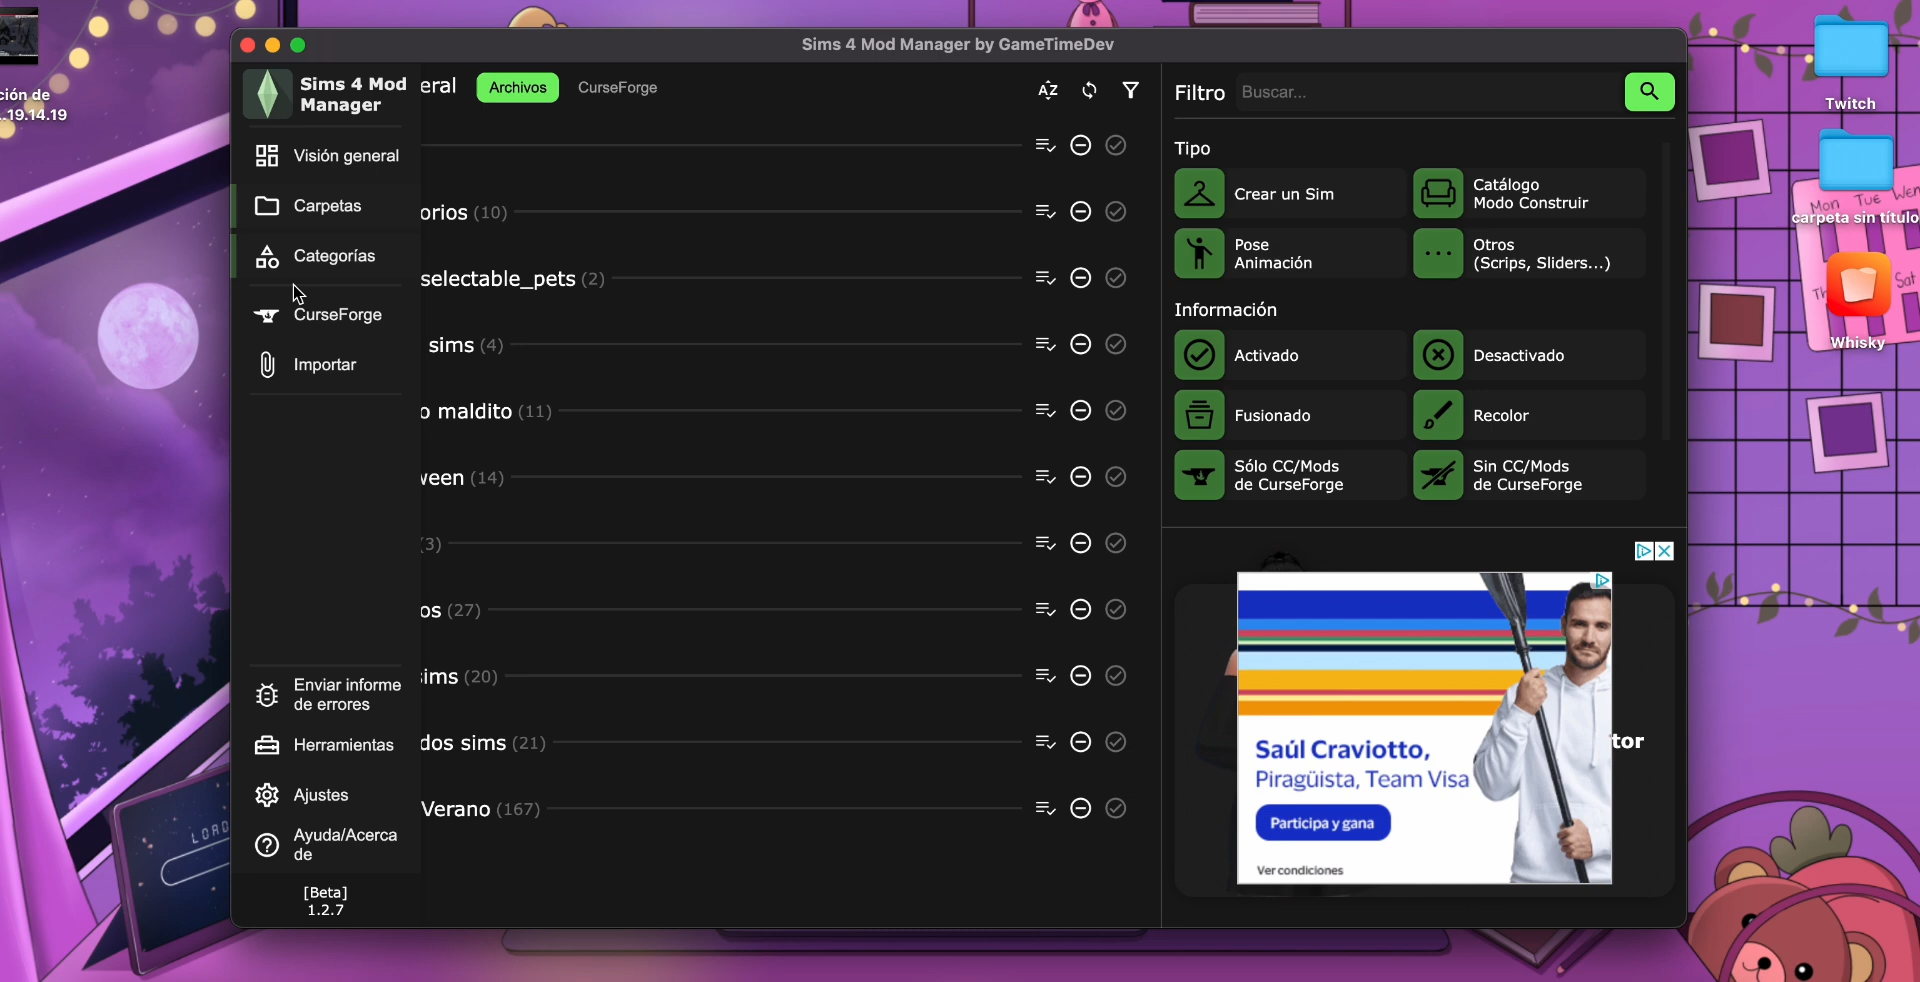 Sims 4 Mod Manager by GameTimeDev
Sims 4 Mod
Manager
eral
Archivos
CurseForge
AZ
Visión general
Carpetas
Categorías
CurseForge
Importar
Enviar informe
de errores
Herramientas
Ajustes
Ayuda/Acerca
de
[Beta]
1.2.7
orios (10)
selectable_pets (2)
sims (4)
o maldito (11)
ween (14)
(3)
os (27)
sims (20)
dos sims (21)
Verano (167)
Filtro
Buscar...
Tipo
Crear un Sim
Catálogo
Modo Construir
Pose
Animación
Otros
(Scrips, Sliders...)
Información
Activado
Desactivado
Fusionado
Recolor
Sólo CC/Mods
de CurseForge
Sin CC/Mods
de CurseForge
Saúl Craviotto,
Piragüista, Team Visa
Participa y gana
Ver condiciones
tor
ción de
..19.14.19
Twitch
carpeta sin título
Whisky
Mon Tue Wen
Th
Sat
LOAD